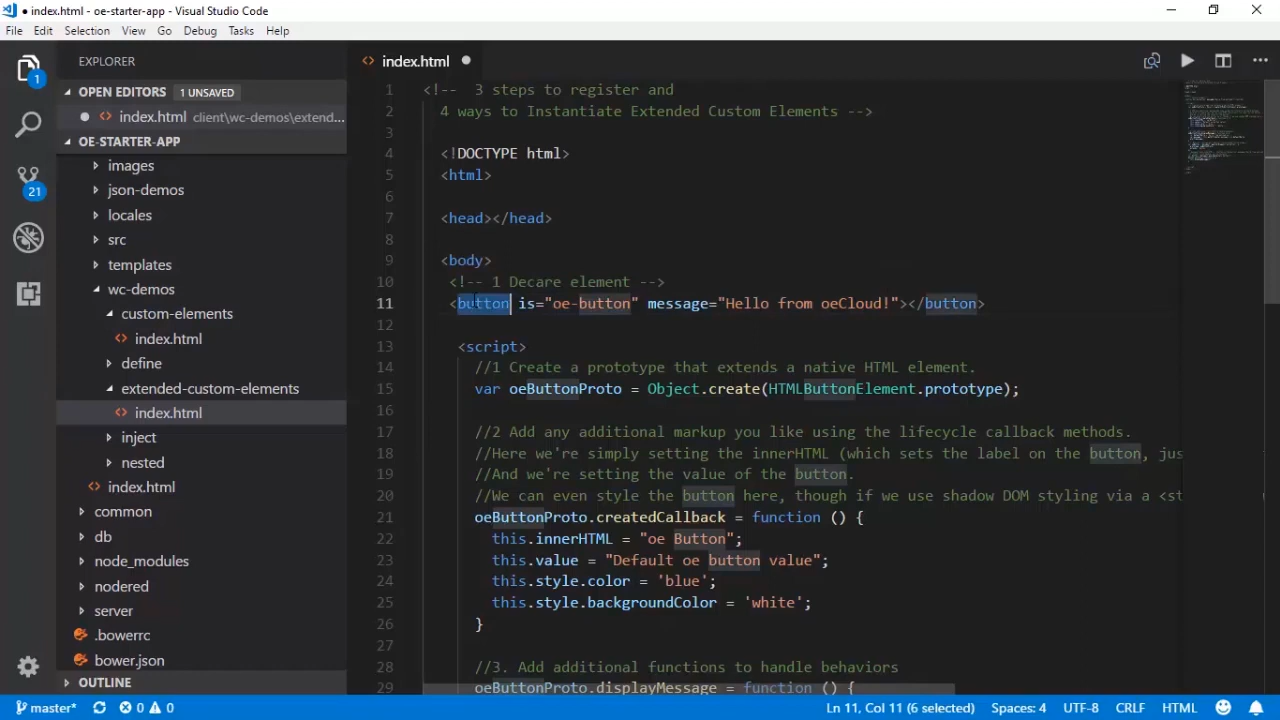 ● index.html - oe-starter-app - Visual Studio Code
File Edit Selection View Go Debug Tasks Help
EXPLORER
OPEN EDITORS 1 UNSAVED
index.html client\wc-demos\extend...
OE-STARTER-APP
images
json-demos
locales
src
templates
wc-demos
custom-elements
index.html
define
extended-custom-elements
index.html
inject
nested
index.html
common
db
node_modules
nodered
server
.bowerrc
bower.json
OUTLINE
1
21
index.html
1 <!-- 3 steps to register and
2 4 ways to Instantiate Extended Custom Elements -->
3
4 <!DOCTYPE html>
5 <html>
6
7 <head></head>
8
9 <body>
10 <!-- 1 Decare element -->
11 <button is="oe-button" message="Hello from oeCloud!"></button>
12
13 <script>
14 //1 Create a prototype that extends a native HTML element.
15 var oeButtonProto = Object.create(HTMLButtonElement.prototype);
16
17 //2 Add any additional markup you like using the lifecycle callback methods.
18 //Here we're simply setting the innerHTML (which sets the label on the button, jus
19 //And we're setting the value of the button.
20 //We can even style the button here, though if we use shadow DOM styling via a <st
21 oeButtonProto.createdCallback = function () {
22 this.innerHTML = "oe Button";
23 this.value = "Default oe button value";
24 this.style.color = 'blue';
25 this.style.backgroundColor = 'white';
26 }
27
28 //3. Add additional functions to handle behaviors
29 oeButtonProto.displayMessage = function () {
master* 0 0 Ln 11, Col 11 (6 selected) Spaces: 4 UTF-8 CRLF HTML